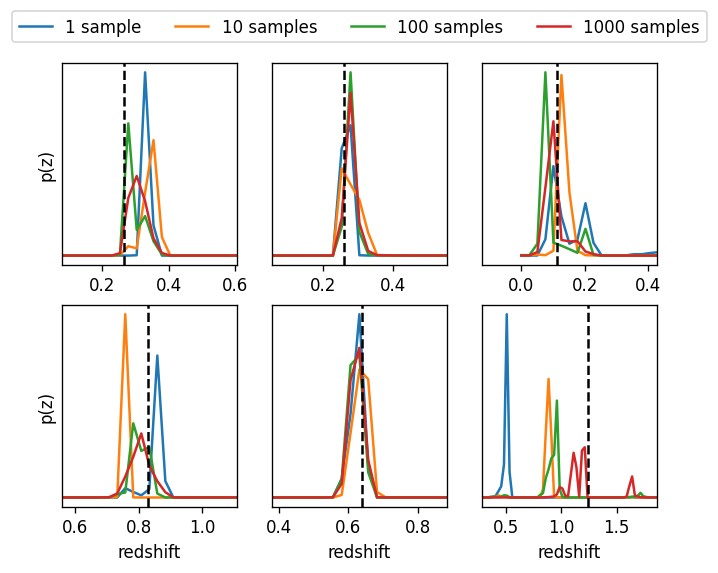 1 sample 10 samples 100 samples 1000 samples
p(z)
0.2 0.4 0.6 0.2 0.4 0.0 0.2 0.4
p(z)
0.6 0.8 1.0 0.4 0.6 0.8 0.5 1.0 1.5
redshift redshift redshift